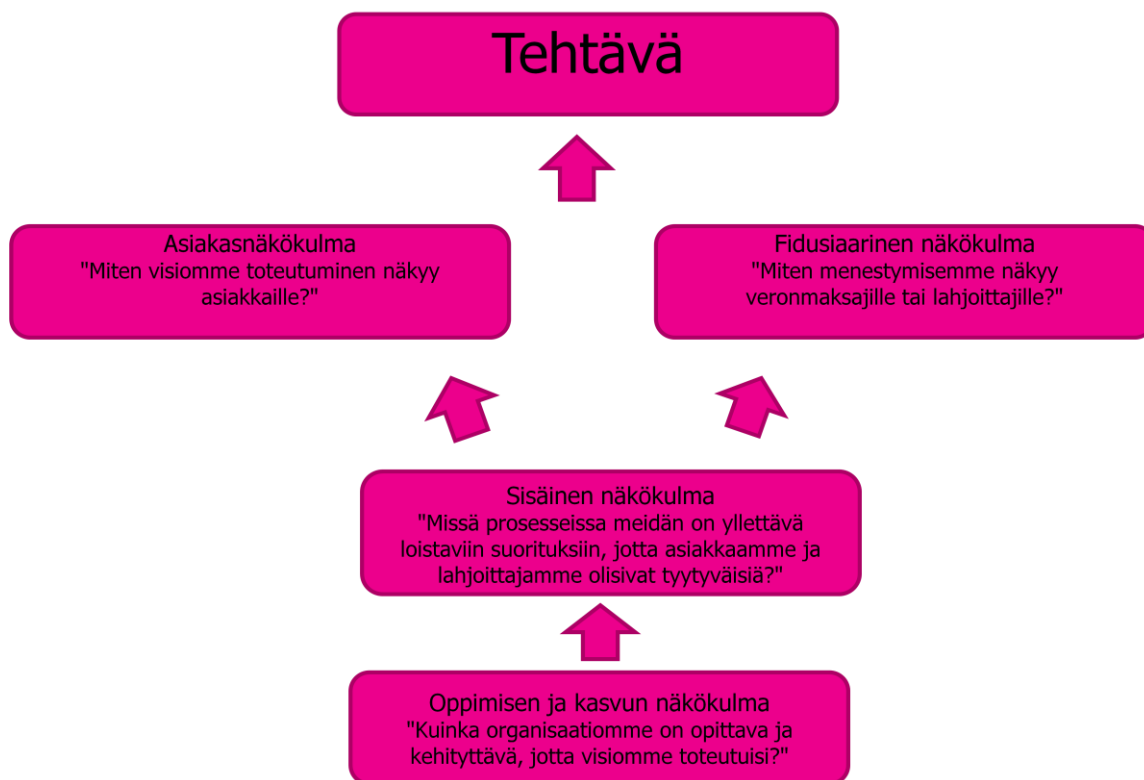 Tehtävä
Asiakasnäkökulma
"Miten visiomme toteutuminen näkyy
asiakkaille?"
Fidusiaarinen näkökulma
"Miten menestymisemme näkyy
veronmaksajille tai lahjoittajille?"
Sisäinen näkökulma
"Missä prosesseissa meidän on yllettävä
loistaviin suorituksiin, jotta asiakkaamme ja
lahjoittajamme olisivat tyytyväisiä?"
Oppimisen ja kasvun näkökulma
"Kuinka organisaatiomme on opittava ja
kehityttävä, jotta visiomme toteutuisi?"